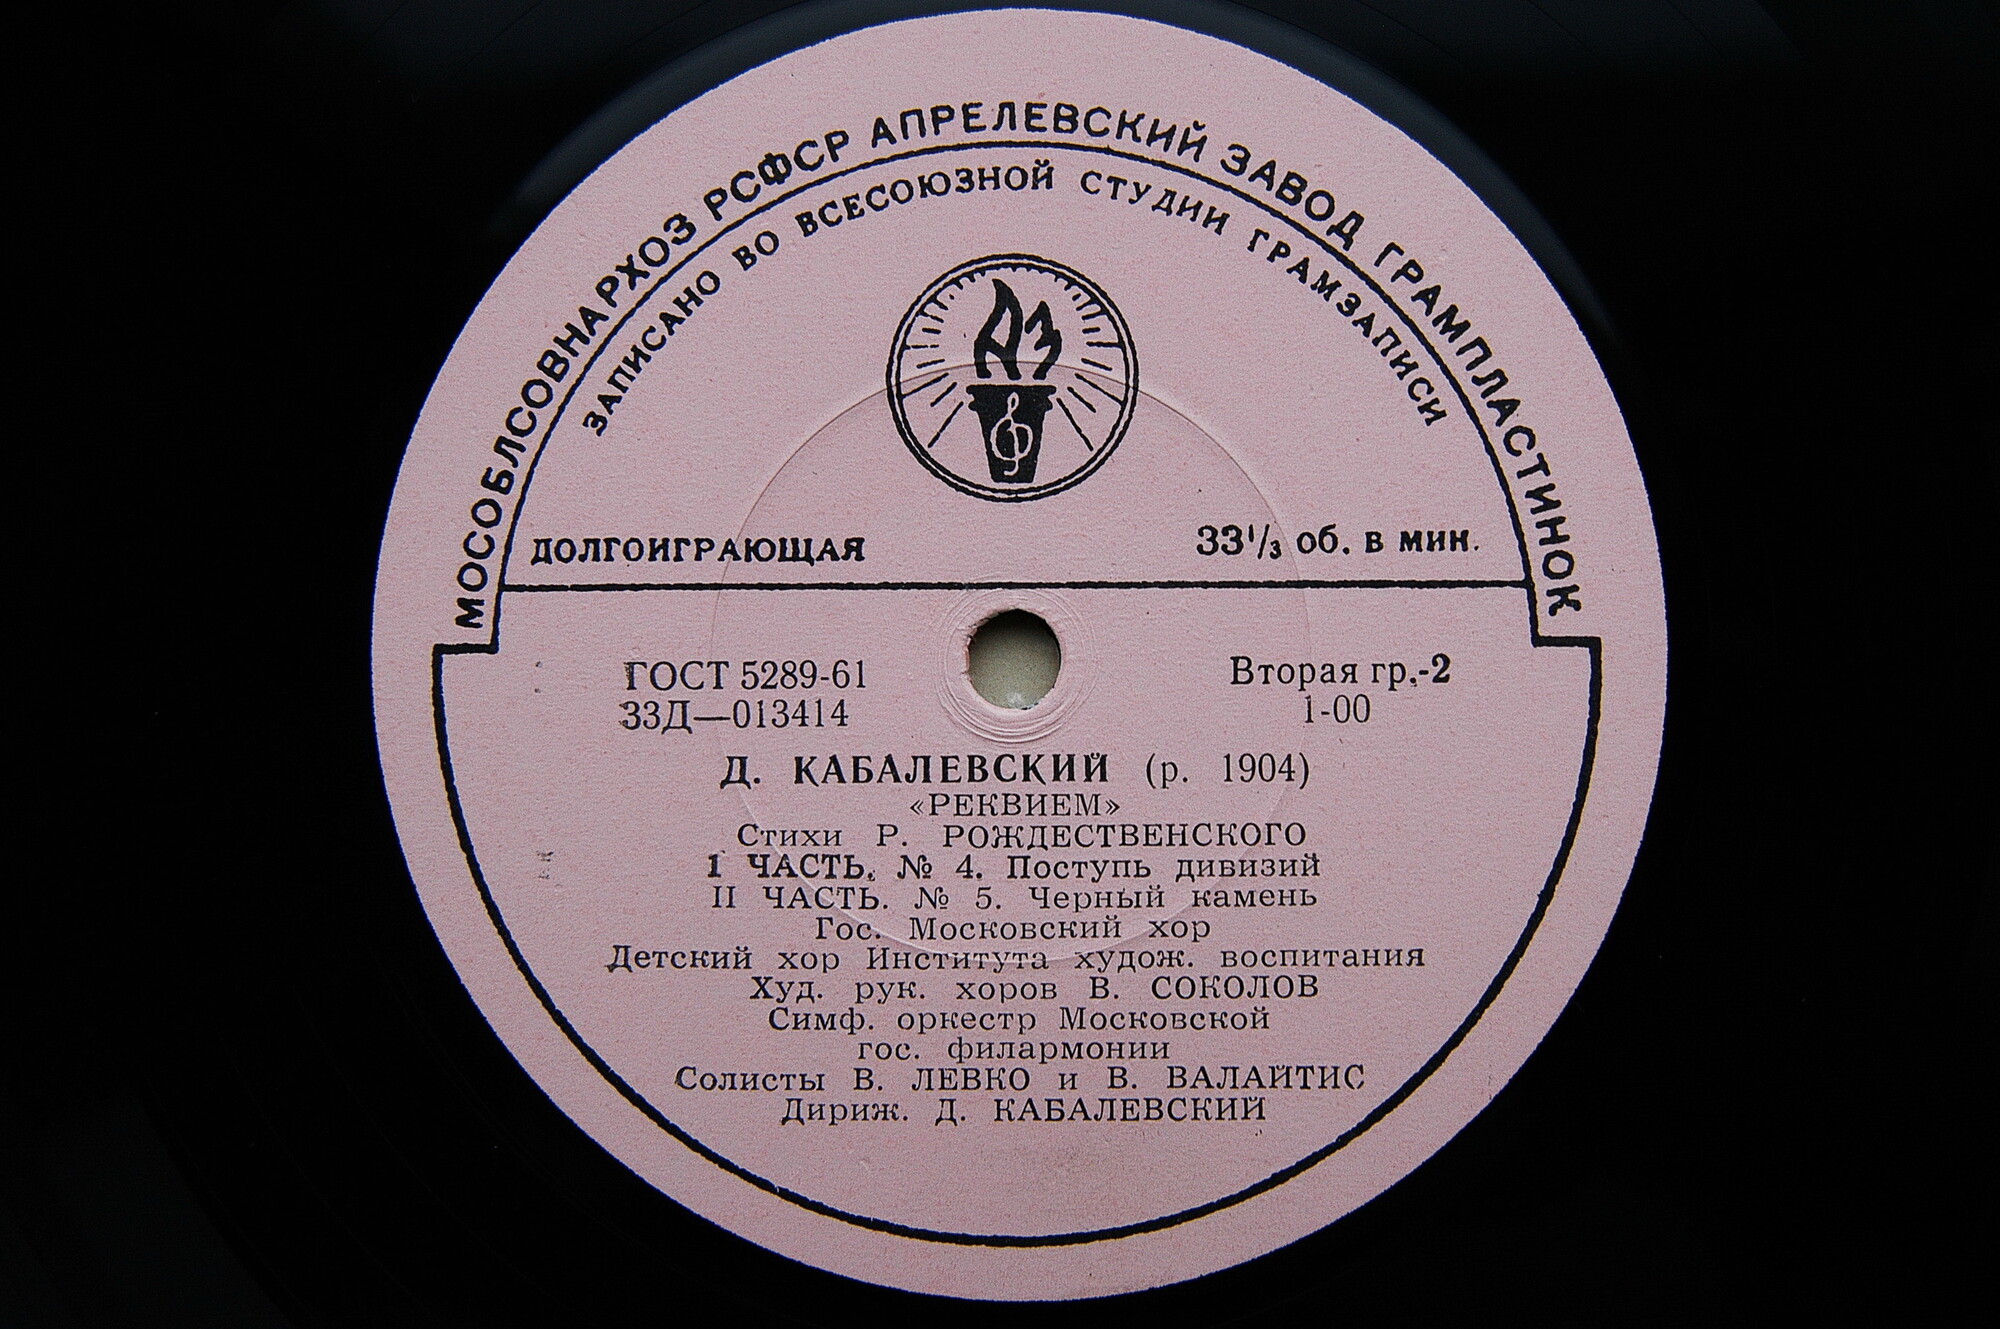 МОСОБЛСОВНАРХОЗ РСФСР АПРЕЛЕВСКИЙ ЗАВОД ГРАМПЛАСТИНОК
ЗАПИСАНО ВО ВСЕСОЮЗНОЙ СТУДИИ ГРАМЗАПИСИ
АЗ
ДОЛГОИГРАЮЩАЯ 33 1/3 об. в мин.
ГОСТ 5289-61 Вторая гр.-2
33Д—013414 1-00
Д. КАБАЛЕВСКИЙ (р. 1904)
«РЕКВИЕМ»
Стихи Р. РОЖДЕСТВЕНСКОГО
I ЧАСТЬ. № 4. Поступь дивизий
II ЧАСТЬ. № 5. Черный камень
Гос. Московский хор
Детский хор Института худож. воспитания
Худ. рук. хоров В. СОКОЛОВ
Симф. оркестр Московской
гос. филармонии
Солисты В. ЛЕВКО и В. ВАЛАЙТИС
Дириж. Д. КАБАЛЕВСКИЙ